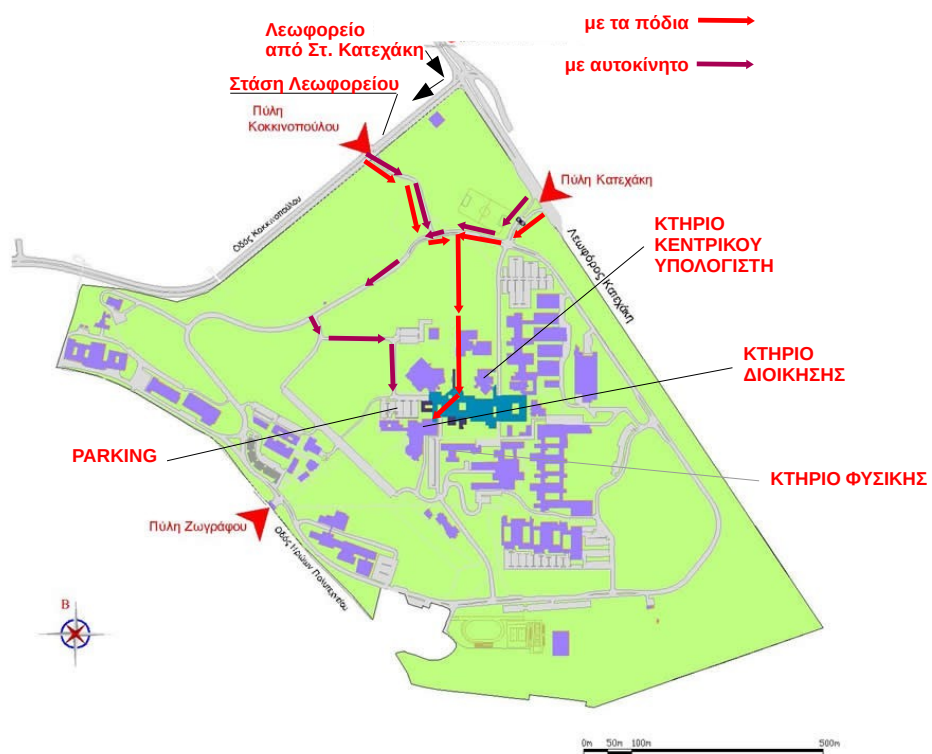 με τα πόδια
Λεωφορείο
από Στ. Κατεχάκη
με αυτοκίνητο
Στάση Λεωφορείου
Πύλη
Κοκκινοπούλου
Πύλη Κατεχάκη
Οδός Κοκκινοπούλου
Λεωφόρος Κατεχάκη
ΚΤΗΡΙΟ
ΚΕΝΤΡΙΚΟΥ
ΥΠΟΛΟΓΙΣΤΗ
ΚΤΗΡΙΟ
ΔΙΟΙΚΗΣΗΣ
PARKING
ΚΤΗΡΙΟ ΦΥΣΙΚΗΣ
Πύλη Ζωγράφου
Οδός Ηρώων Πολυτεχνείου
Β
0m 50m 100m 500m